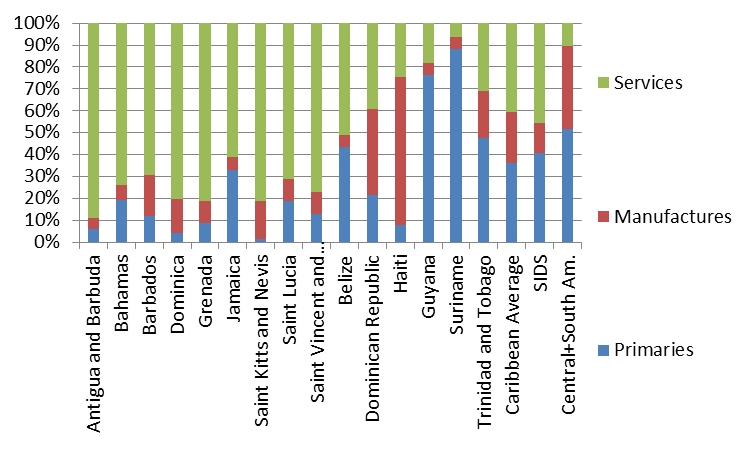 100%
90%
80%
70%
60%
50%
40%
30%
20%
10%
0%
Antigua and Barbuda
Bahamas
Barbados
Dominica
Grenada
Jamaica
Saint Kitts and Nevis
Saint Lucia
Saint Vincent and...
Belize
Dominican Republic
Haiti
Guyana
Suriname
Trinidad and Tobago
Caribbean Average
SIDS
Central+South Am.
Services
Manufactures
Primaries